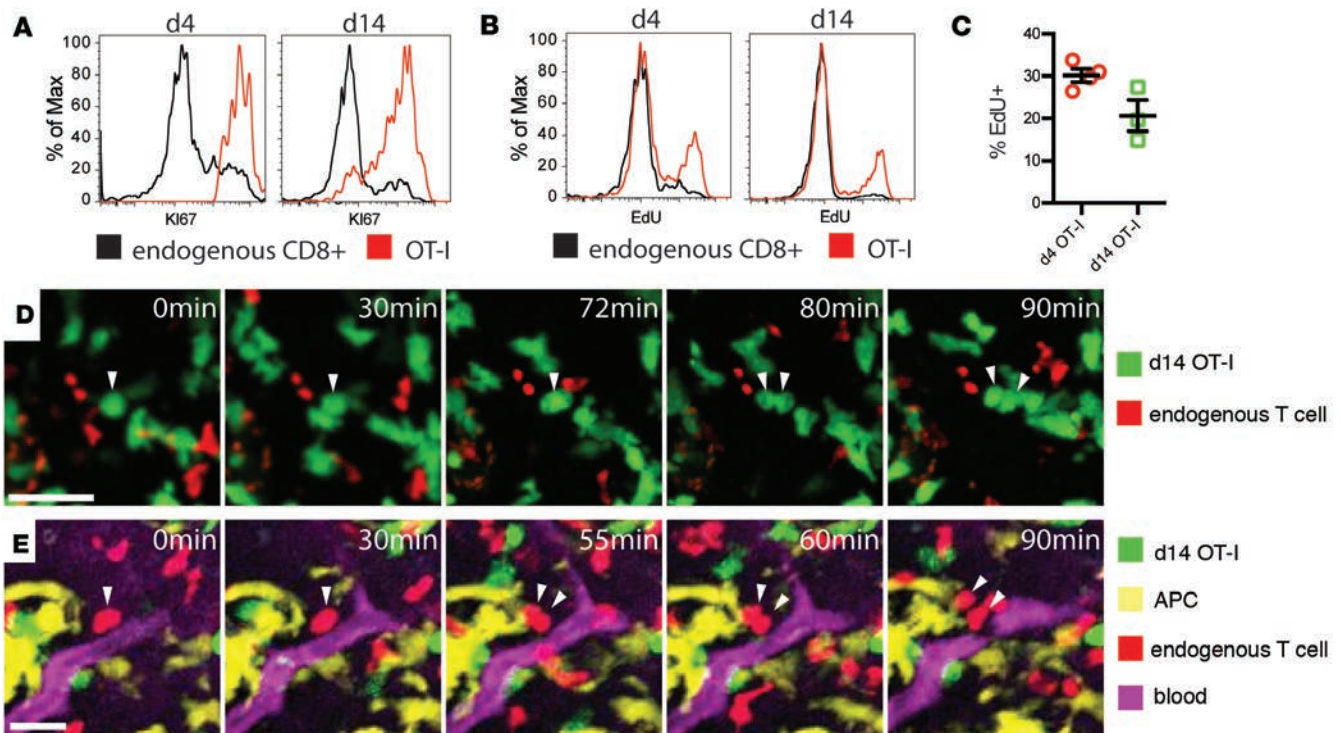 A
d4
d14
% of Max
100
80
60
40
20
0
KI67
KI67
endogenous CD8+
OT-I
B
d4
d14
% of Max
100
80
60
40
20
0
EdU
EdU
endogenous CD8+
OT-I
C
% EdU+
40
30
20
10
0
d4 OT-I
d14 OT-I
D
0min
30min
72min
80min
90min
d14 OT-I
endogenous T cell
E
0min
30min
55min
60min
90min
d14 OT-I
APC
endogenous T cell
blood